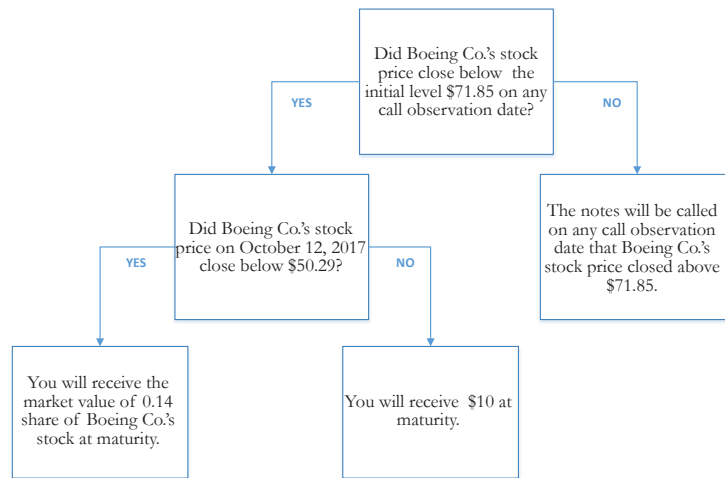 Did Boeing Co.'s stock
price close below the
initial level $71.85 on any
call observation date?
YES
NO
Did Boeing Co.'s stock
price on October 12, 2017
close below $50.29?
The notes will be called
on any call observation
date that Boeing Co.'s
stock price closed above
$71.85.
YES
NO
You will receive the
market value of 0.14
share of Boeing Co.'s
stock at maturity.
You will receive $10 at
maturity.